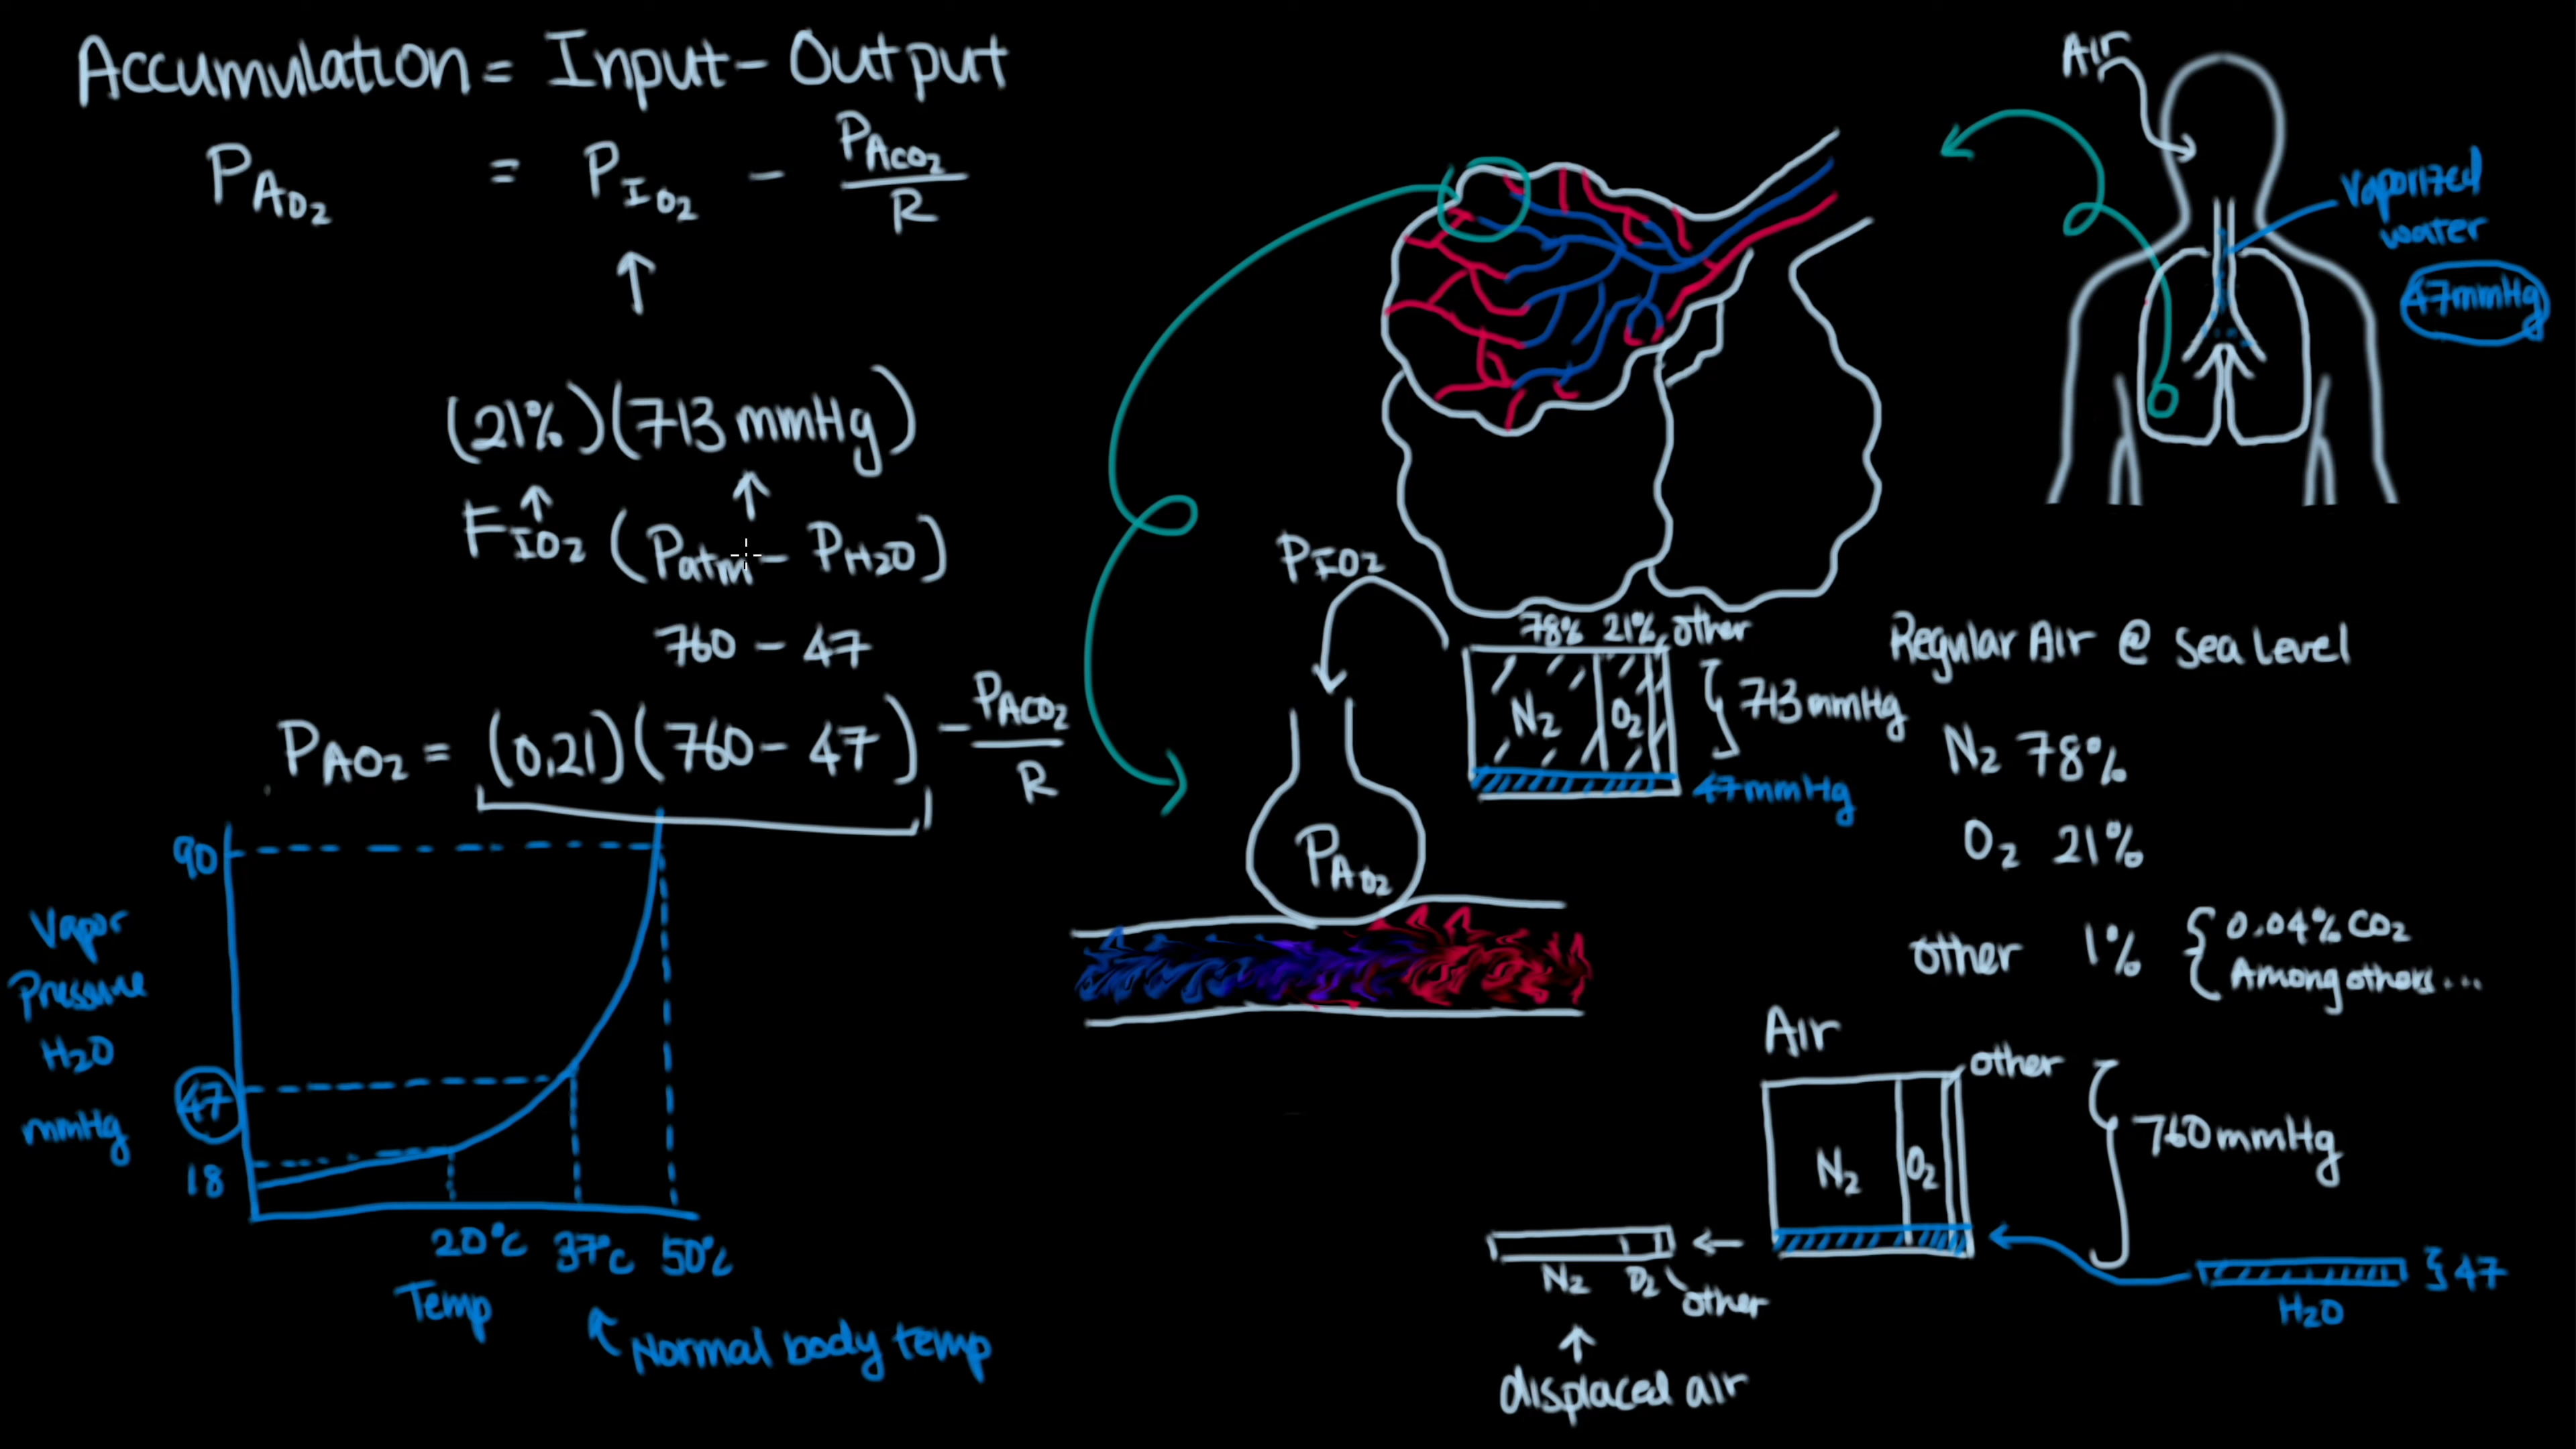 Accumulation = Input - Output
PAO2 = PIO2 - PACO2/R
(21%)(713 mmHg)
FIO2 (Patm - PH2O)
760 - 47
PAO2 = (0.21)(760 - 47) - PACO2/R
90
Vapor
Pressure
H2O
mmHg
47
18
20°C 37°C 50°C
Temp
Normal body temp
Air
vaporized
water
47mmHg
PIO2
78% 21% other
N2 O2
713 mmHg
47mmHg
PAO2
Regular Air @ Sea Level
N2 78%
O2 21%
other 1% { 0.04% CO2
Among others...
Air
other
N2 O2
760 mmHg
N2 O2 other
displaced air
H2O
}47